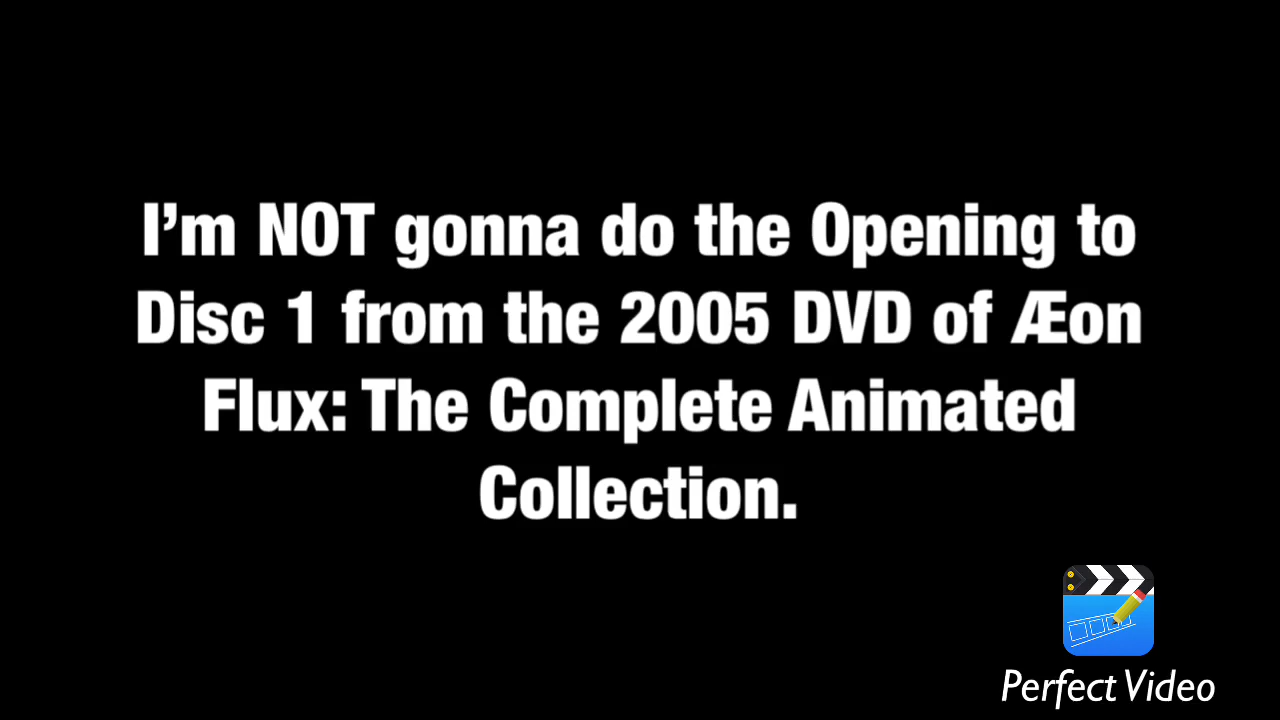 I’m NOT gonna do the Opening to
Disc 1 from the 2005 DVD of Æon
Flux: The Complete Animated
Collection.
Perfect Video